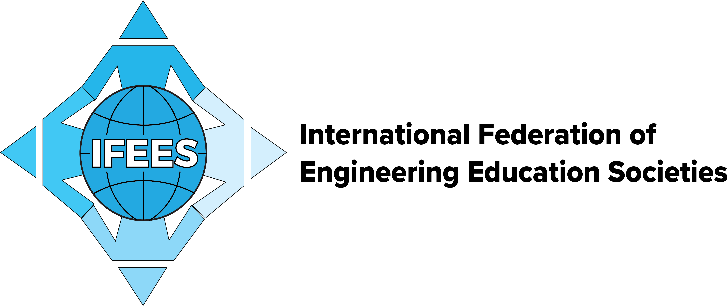 IFEES
International Federation of
Engineering Education Societies